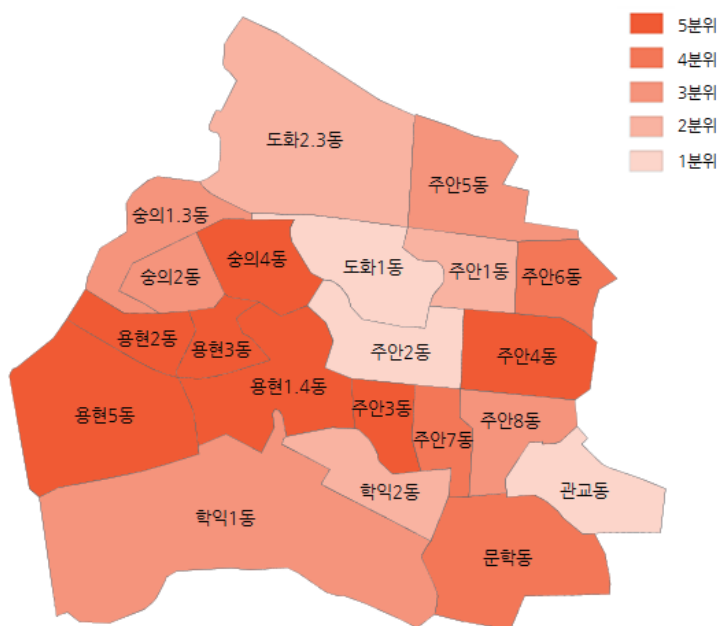 5분위
4분위
3분위
2분위
1분위
도화2.3동
주안5동
숭의1.3동
숭의2동
숭의4동
도화1동
주안1동
주안6동
용현2동
용현3동
주안2동
주안4동
용현5동
용현1.4동
주안3동
주안7동
주안8동
학익2동
관교동
학익1동
문학동